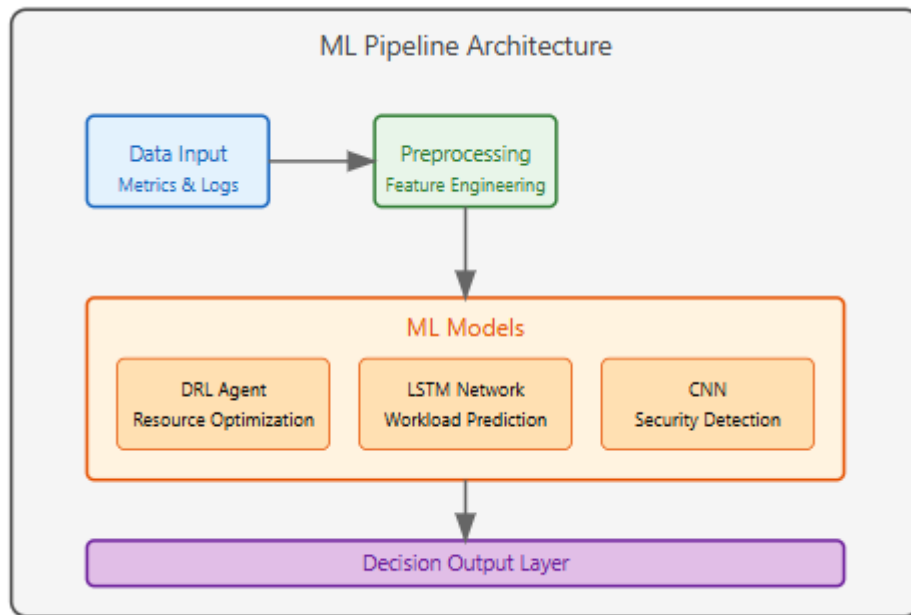 ML Pipeline Architecture
Data Input
Metrics & Logs
Preprocessing
Feature Engineering
ML Models
DRL Agent
Resource Optimization
LSTM Network
Workload Prediction
CNN
Security Detection
Decision Output Layer